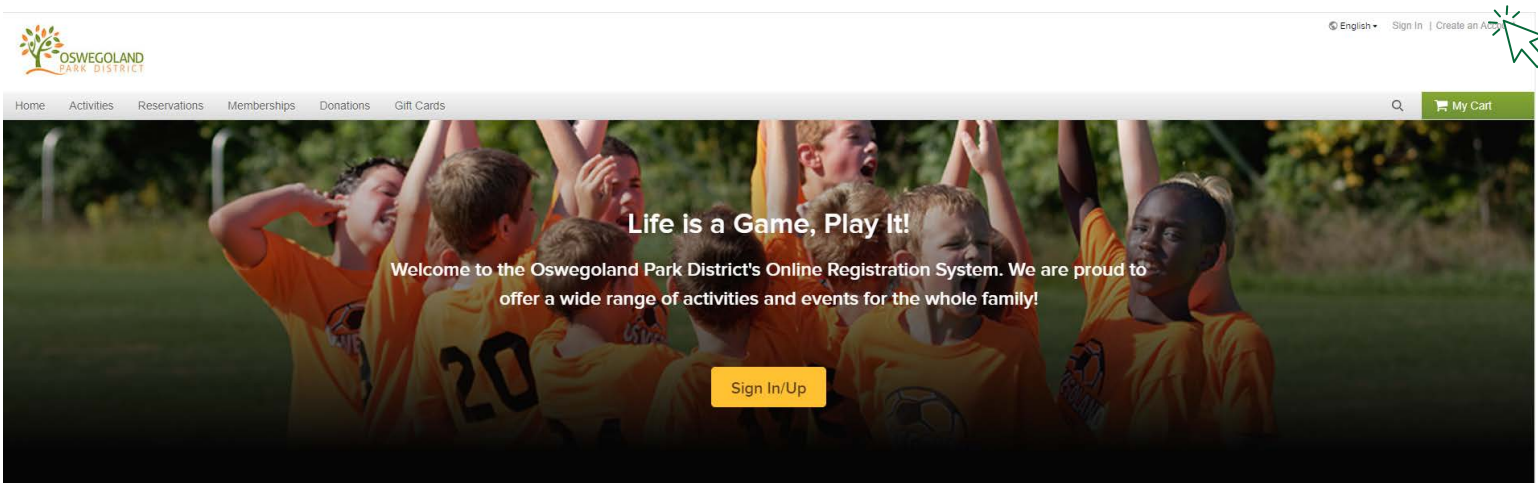 English
Sign In | Create an
OSWEGOLAND
PARK DISTRICT
Home Activities Reservations Memberships Donations Gift Cards
My Cart
Life is a Game, Play It!
Welcome to the Oswegoland Park District's Online Registration System. We are proud to
offer a wide range of activities and events for the whole family!
20
Sign In/Up